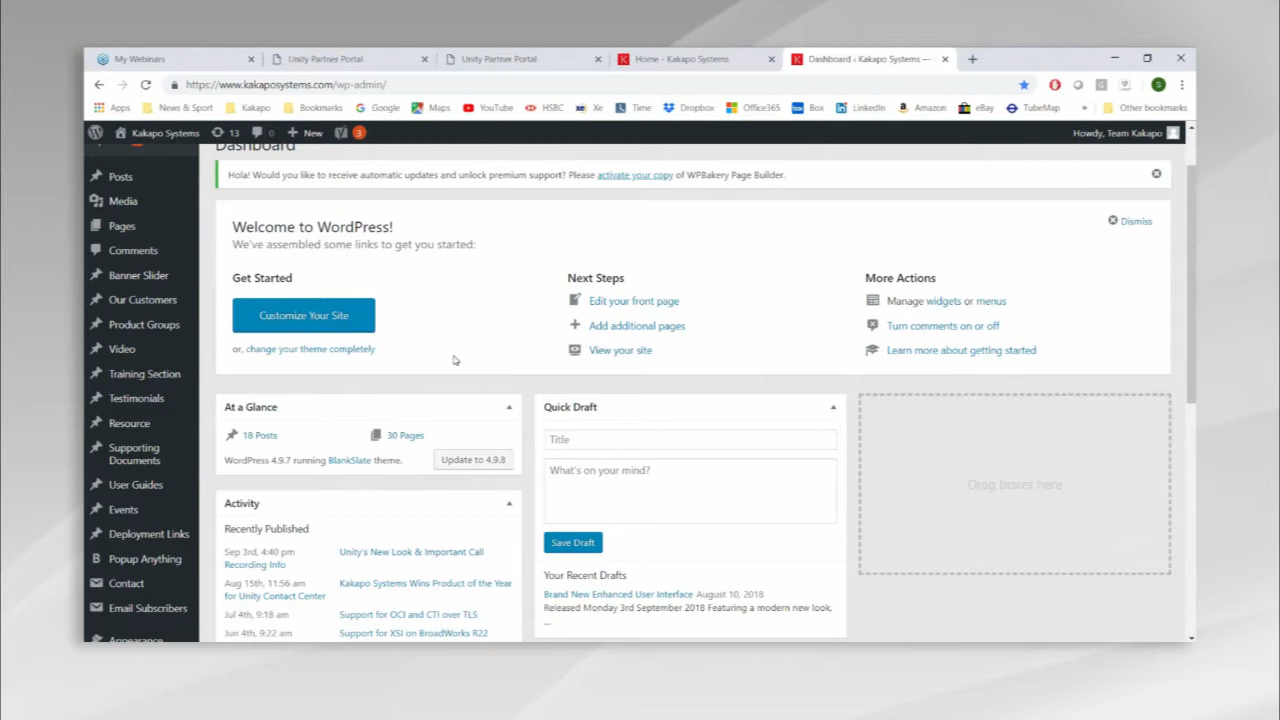 My Webinars
Unity Partner Portal
Unity Partner Portal
Home - Kakapo Systems
Dashboard ‹ Kakapo Systems —
https://www.kakaposystems.com/wp-admin/
Apps
News & Sport
Kakapo
Bookmarks
Google
Maps
YouTube
HSBC
Xe
Time
Dropbox
Office365
Box
LinkedIn
Amazon
eBay
TubeMap
»
Other bookmarks
Kakapo Systems
13
0
New
3
Howdy, Team Kakapo
Dashboard
Hola! Would you like to receive automatic updates and unlock premium support? Please activate your copy of WPBakery Page Builder.
Posts
Media
Pages
Comments
Banner Slider
Our Customers
Product Groups
Video
Training Section
Testimonials
Resource
Supporting
Documents
User Guides
Events
Deployment Links
Popup Anything
Contact
Email Subscribers
Appearance
Welcome to WordPress!
We've assembled some links to get you started:
Dismiss
Get Started
Customize Your Site
or, change your theme completely
Next Steps
Edit your front page
Add additional pages
View your site
More Actions
Manage widgets or menus
Turn comments on or off
Learn more about getting started
At a Glance
18 Posts
30 Pages
WordPress 4.9.7 running BlankSlate theme.
Update to 4.9.8
Activity
Recently Published
Sep 3rd, 4:40 pm Unity's New Look & Important Call
Recording Info
Aug 15th, 11:56 am Kakapo Systems Wins Product of the Year
for Unity Contact Center
Jul 4th, 9:18 am Support for OCI and CTI over TLS
Jun 4th, 9:22 am Support for XSI on BroadWorks R22
Quick Draft
Title
What's on your mind?
Save Draft
Your Recent Drafts
Brand New Enhanced User Interface August 10, 2018
Released Monday 3rd September 2018 Featuring a modern new look.
...
Drag boxes here